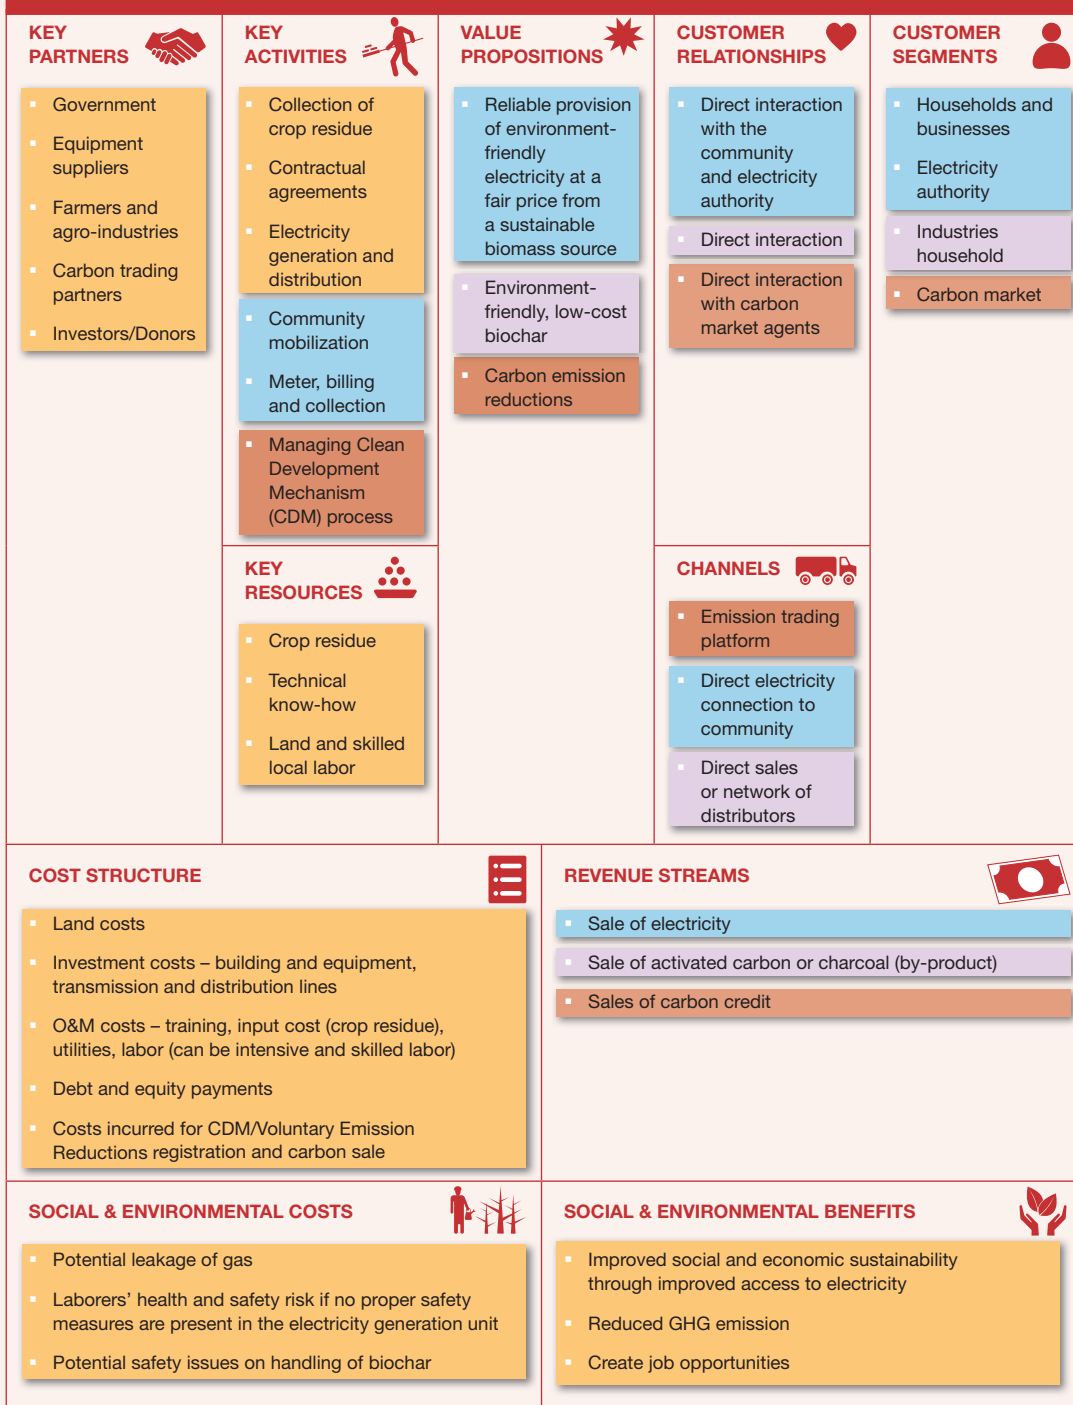 KEY
PARTNERS
▪ Government
▪ Equipment
suppliers
▪ Farmers and
agro-industries
▪ Carbon trading
partners
▪ Investors/Donors
KEY
ACTIVITIES
▪ Collection of
crop residue
▪ Contractual
agreements
▪ Electricity
generation and
distribution
▪ Community
mobilization
▪ Meter, billing
and collection
▪ Managing Clean
Development
Mechanism
(CDM) process
KEY
RESOURCES
▪ Crop residue
▪ Technical
know-how
▪ Land and skilled
local labor
VALUE
PROPOSITIONS
▪ Reliable provision
of environment-
friendly
electricity at a
fair price from
a sustainable
biomass source
▪ Environment-
friendly, low-cost
biochar
▪ Carbon emission
reductions
CUSTOMER
RELATIONSHIPS
▪ Direct interaction
with the
community
and electricity
authority
▪ Direct interaction
▪ Direct interaction
with carbon
market agents
CHANNELS
▪ Emission trading
platform
▪ Direct electricity
connection to
community
▪ Direct sales
or network of
distributors
CUSTOMER
SEGMENTS
▪ Households and
businesses
▪ Electricity
authority
▪ Industries
household
▪ Carbon market
COST STRUCTURE
▪ Land costs
▪ Investment costs – building and equipment,
transmission and distribution lines
▪ O&M costs – training, input cost (crop residue),
utilities, labor (can be intensive and skilled labor)
▪ Debt and equity payments
▪ Costs incurred for CDM/Voluntary Emission
Reductions registration and carbon sale
REVENUE STREAMS
▪ Sale of electricity
▪ Sale of activated carbon or charcoal (by-product)
▪ Sales of carbon credit
SOCIAL & ENVIRONMENTAL COSTS
▪ Potential leakage of gas
▪ Laborers’ health and safety risk if no proper safety
measures are present in the electricity generation unit
▪ Potential safety issues on handling of biochar
SOCIAL & ENVIRONMENTAL BENEFITS
▪ Improved social and economic sustainability
through improved access to electricity
▪ Reduced GHG emission
▪ Create job opportunities